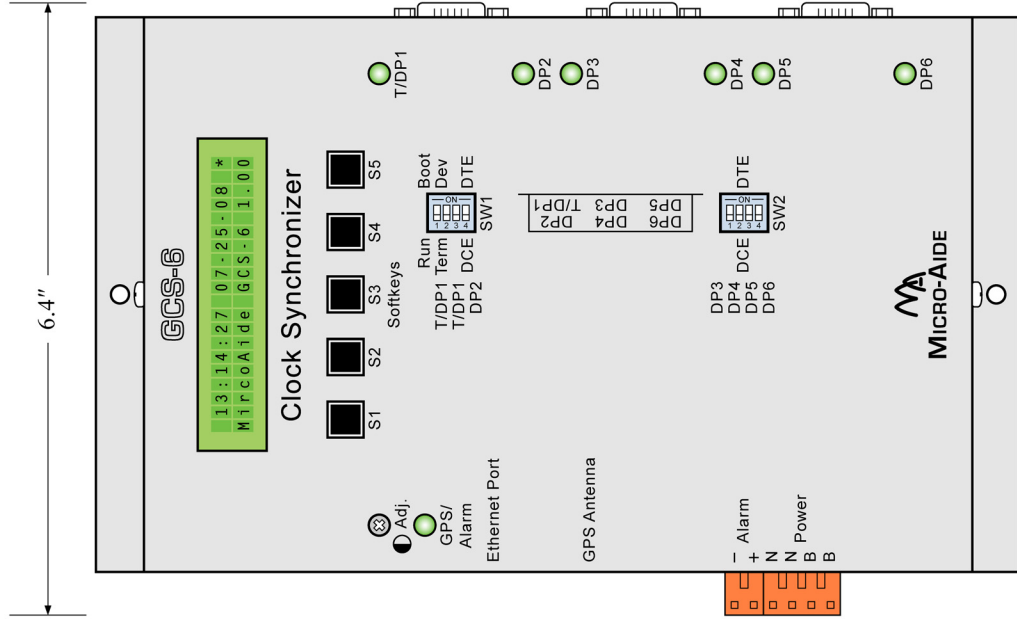 6.4"
GCS-6
13:14:27 07-25-08 *
MircoAide GCS-6 1.00
Clock Synchronizer
S1
S2
S3
S4
S5
Softkeys
T/DP1
DP2
DP3
DP4
DP5
DP6
Adj.
GPS/
Alarm
Ethernet Port
GPS Antenna
T/DP1 Run Boot
T/DP1 Term Dev
DP2 DCE DTE
ON
1 2 3 4
SW1
DP2 T/DP1
DP4 DP3
DP6 DP5
DP3
DP4 DCE DTE
DP5
DP6
ON
1 2 3 4
SW2
Alarm
- +
Power
N N B B
MICRO-AIDE